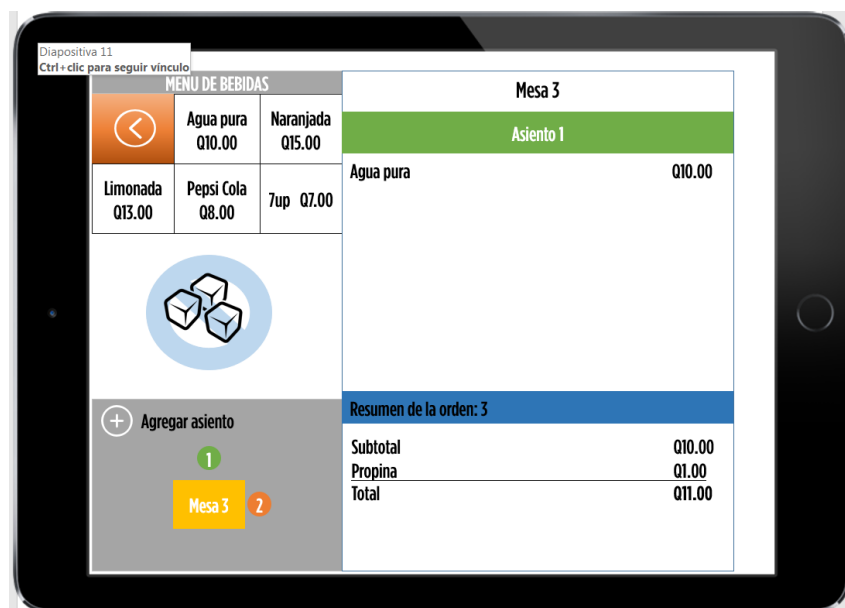 Diapositiva 11
Ctrl+clic para seguir vínculo
MENU DE BEBIDAS
Agua pura
Q10.00
Naranjada
Q15.00
Limonada
Q13.00
Pepsi Cola
Q8.00
7up Q7.00
Agregar asiento
1
Mesa 3
2
Mesa 3
Asiento 1
Agua pura Q10.00
Resumen de la orden: 3
Subtotal Q10.00
Propina Q1.00
Total Q11.00